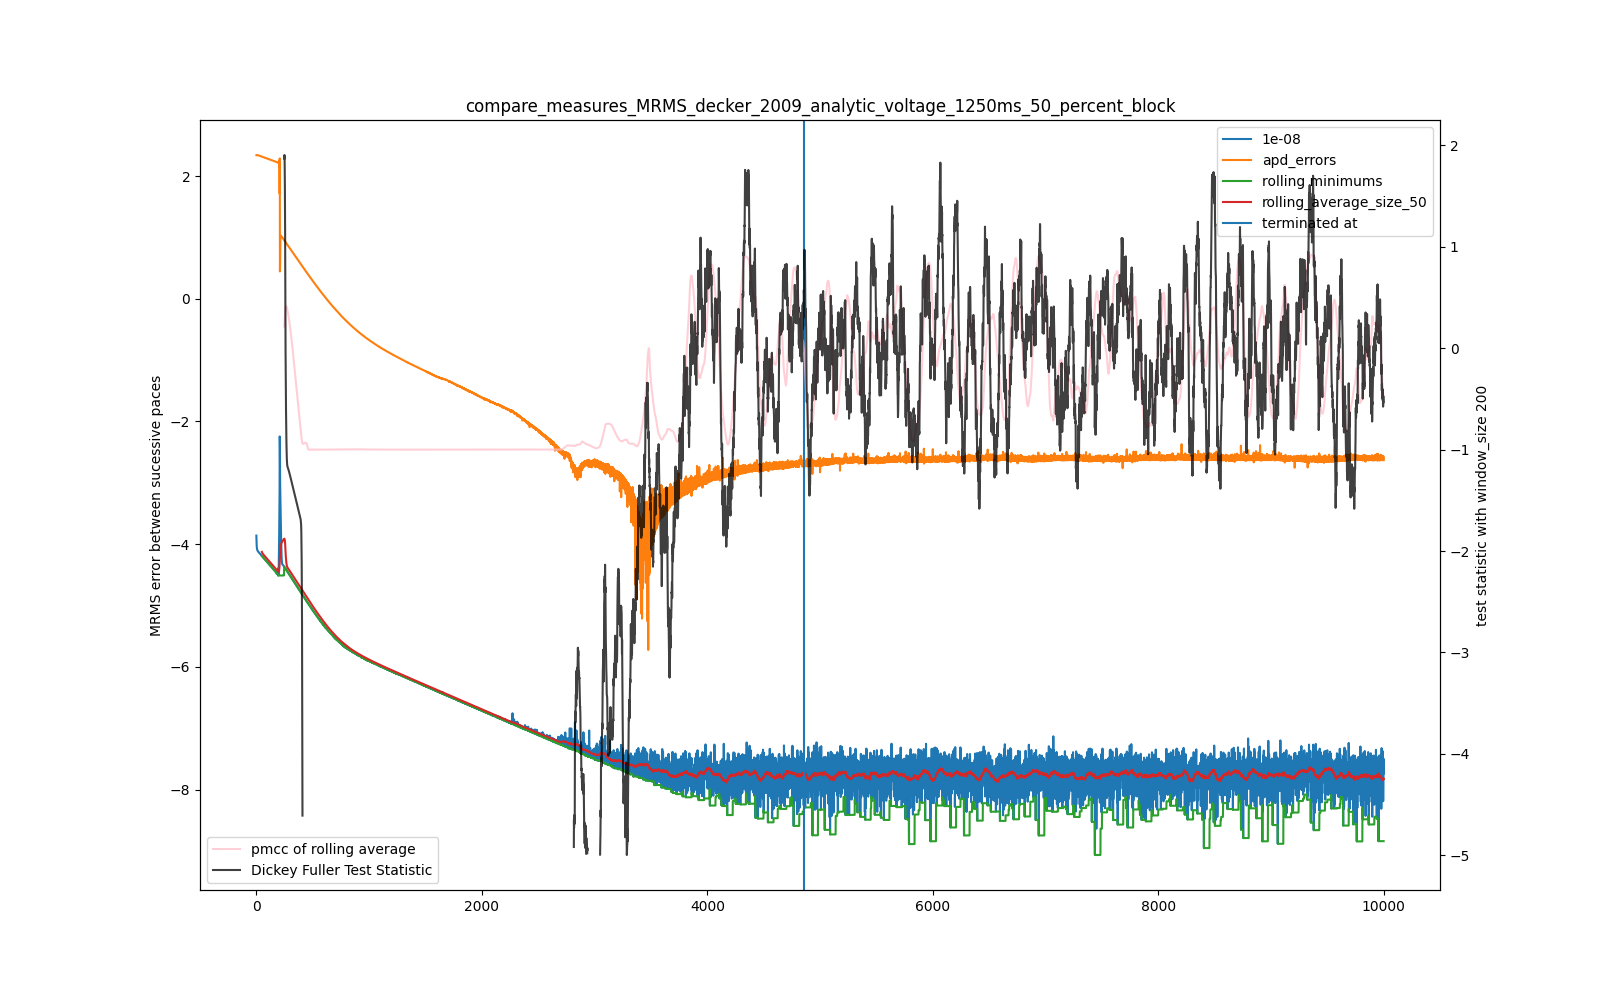 compare_measures_MRMS_decker_2009_analytic_voltage_1250ms_50_percent_block
1e-08
apd_errors
rolling minimums
rolling_average_size_50
terminated at
MRMS error between sucessive paces
2
0
−2
−4
−6
−8
test statistic with window_size 200
2
1
0
−1
−2
−3
−4
−5
pmcc of rolling average
Dickey Fuller Test Statistic
0
2000
4000
6000
8000
10000